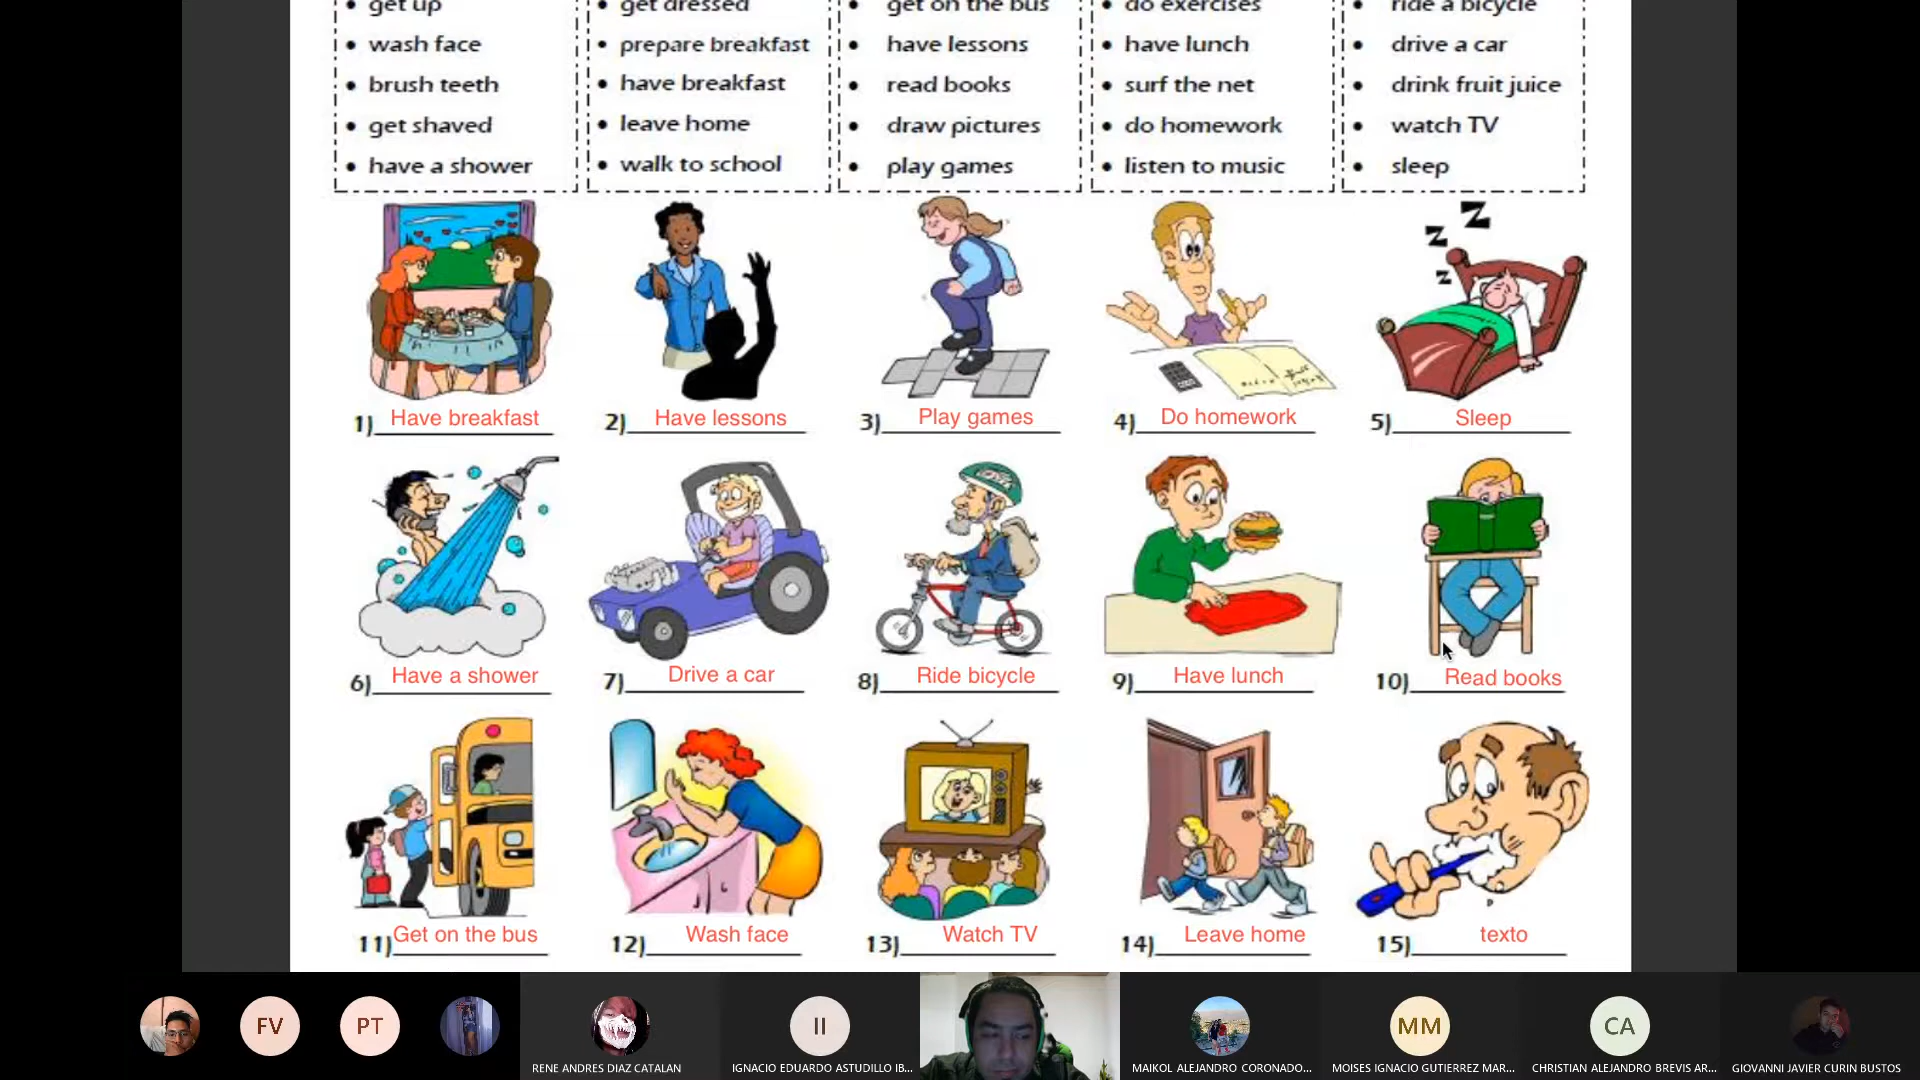 • get up
• wash face
• brush teeth
• get shaved
• have a shower
• get dressed
• prepare breakfast
• have breakfast
• leave home
• walk to school
• get on the bus
• have lessons
• read books
• draw pictures
• play games
• do exercises
• have lunch
• surf the net
• do homework
• listen to music
• ride a bicycle
• drive a car
• drink fruit juice
• watch TV
• sleep
Z
Z
Z
1) Have breakfast
2) Have lessons
3) Play games
4) Do homework
5) Sleep
6) Have a shower
7) Drive a car
8) Ride bicycle
9) Have lunch
10) Read books
11) Get on the bus
12) Wash face
13) Watch TV
14) Leave home
15) texto
FV
PT
RENE ANDRES DIAZ CATALAN
II
IGNACIO EDUARDO ASTUDILLO IB...
MAIKOL ALEJANDRO CORONADO...
MM
MOISES IGNACIO GUTIERREZ MAR...
CA
CHRISTIAN ALEJANDRO BREVIS AR...
GIOVANNI JAVIER CURIN BUSTOS